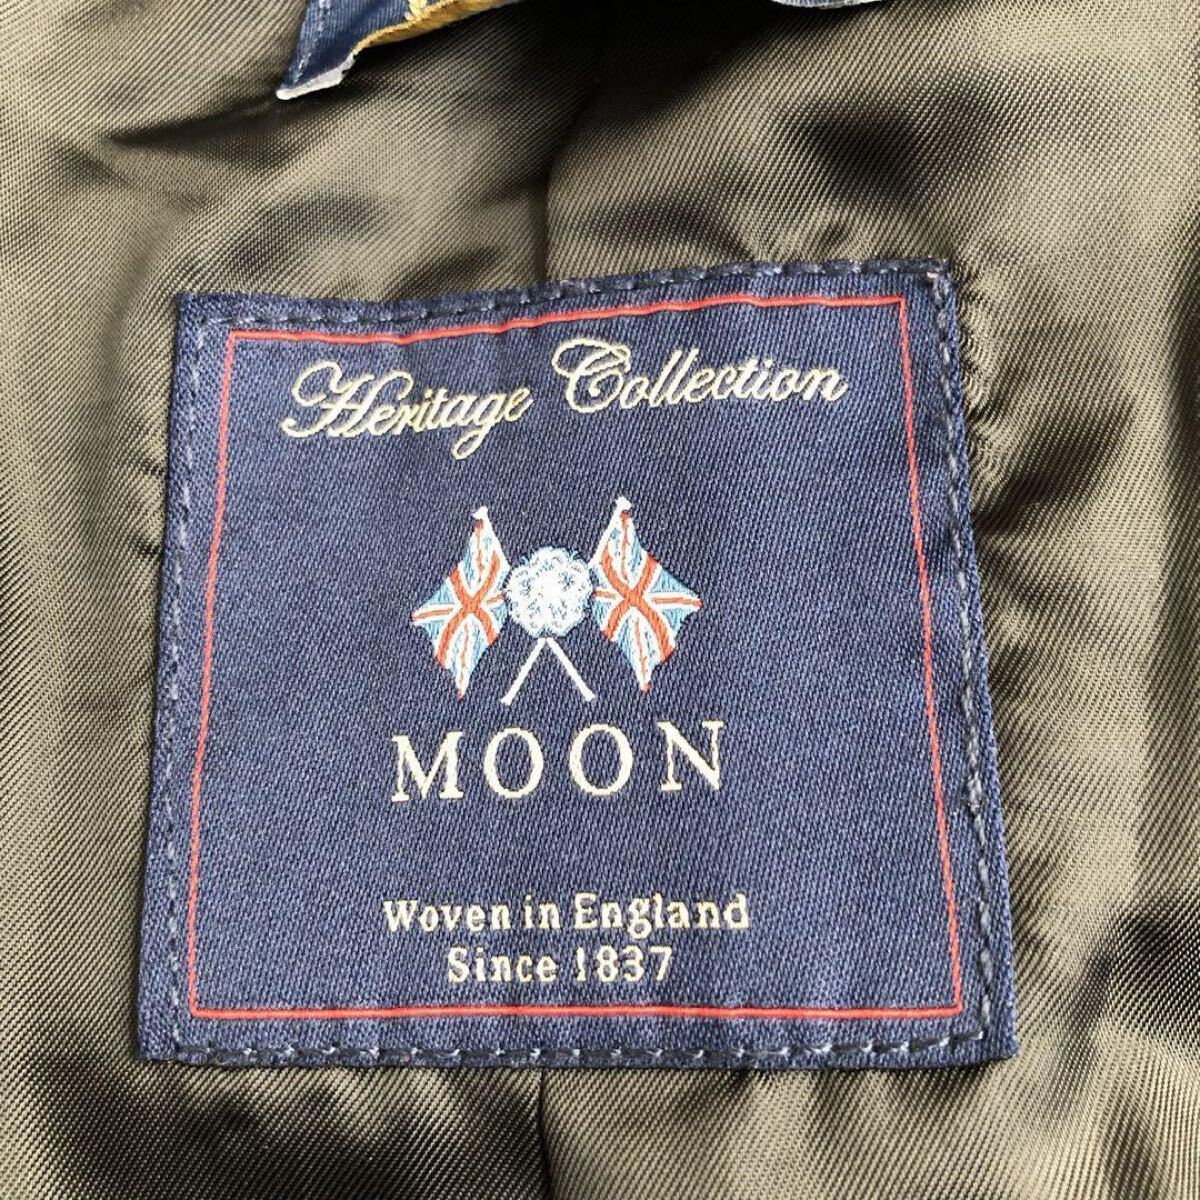 Heritage Collection
MOON
Woven in England
Since 1837